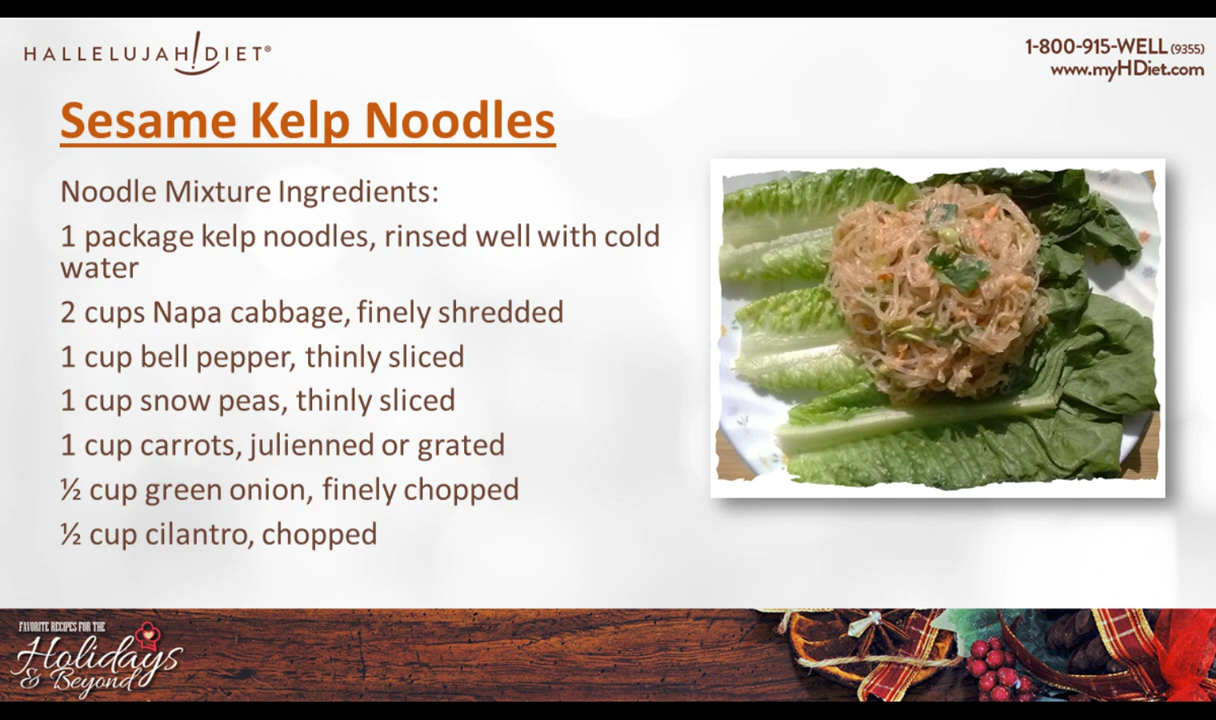 HALLELUJAH!DIET®
1-800-915-WELL (9355)
www.myHDiet.com
Sesame Kelp Noodles
Noodle Mixture Ingredients:
1 package kelp noodles, rinsed well with cold
water
2 cups Napa cabbage, finely shredded
1 cup bell pepper, thinly sliced
1 cup snow peas, thinly sliced
1 cup carrots, julienned or grated
½ cup green onion, finely chopped
½ cup cilantro, chopped
FAVORITE RECIPES FOR THE
Holidays
& Beyond